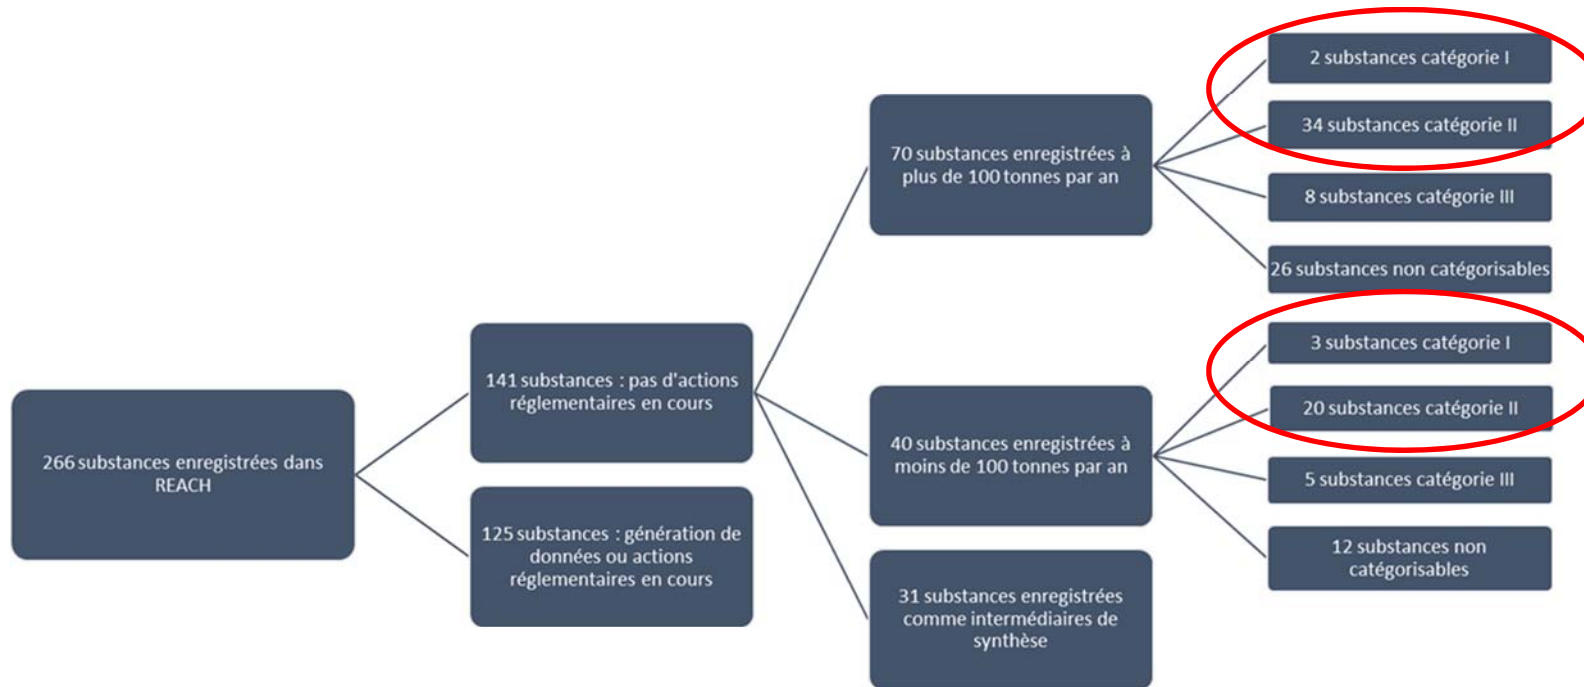 266 substances enregistrées dans
REACH
141 substances : pas d'actions
réglementaires en cours
125 substances : génération de
données ou actions
réglementaires en cours
70 substances enregistrées à
plus de 100 tonnes par an
40 substances enregistrées à
moins de 100 tonnes par an
31 substances enregistrées
comme intermédiaires de
synthèse
2 substances catégorie I
34 substances catégorie II
8 substances catégorie III
26 substances non catégorisables
3 substances catégorie I
20 substances catégorie II
5 substances catégorie III
12 substances non
catégorisables